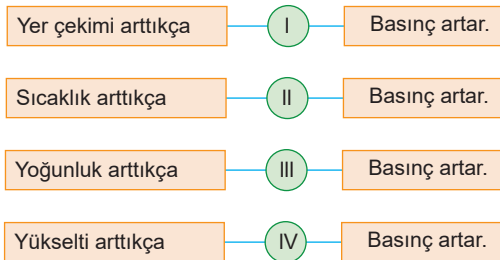 Yer çekimi arttıkça I Basınç artar.
Sıcaklık arttıkça II Basınç artar.
Yoğunluk arttıkça III Basınç artar.
Yükselti arttıkça IV Basınç artar.